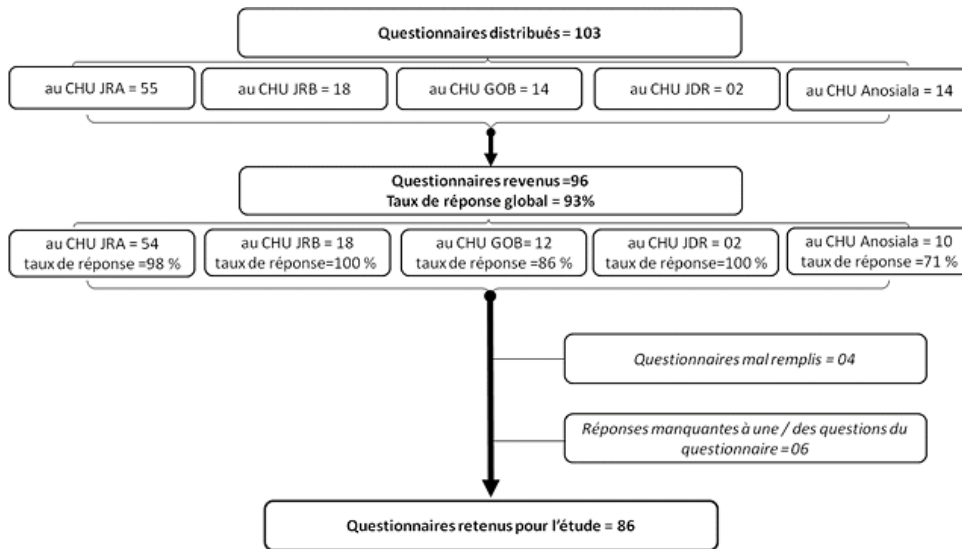 Questionnaires distribués = 103
au CHU JRA = 55
au CHU JRB = 18
au CHU GOB = 14
au CHU JDR = 02
au CHU Anosiala = 14
Questionnaires revenus =96
Taux de réponse global = 93%
au CHU JRA = 54
taux de réponse =98 %
au CHU JRB = 18
taux de réponse=100 %
au CHU GOB= 12
taux de réponse =86 %
au CHU JDR = 02
taux de réponse=100 %
au CHU Anosiala = 10
taux de réponse =71 %
Questionnaires mal remplis = 04
Réponses manquantes à une / des questions du
questionnaire = 06
Questionnaires retenus pour l'étude = 86